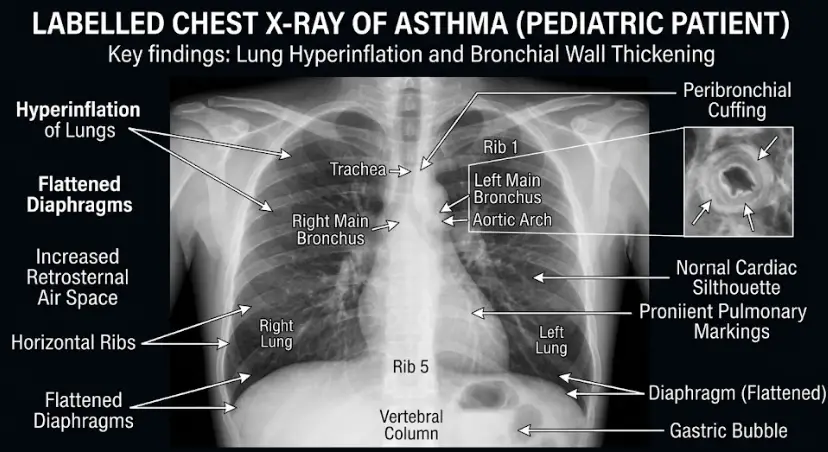 LABELLED CHEST X-RAY OF ASTHMA (PEDIATRIC PATIENT)
Key findings: Lung Hyperinflation and Bronchial Wall Thickening
Hyperinflation
of Lungs
Flattened
Diaphragms
Increased
Retrosternal
Air Space
Horizontal Ribs
Flattened
Diaphragms
Trachea
Right Main
Bronchus
Right
Lung
Rib 1
Left Main
Bronchus
Aortic Arch
Left
Lung
Rib 5
Vertebral
Column
Peribronchial
Cuffing
Nornal Cardiac
Silthouette
Proniient Pulmonary
Markings
Diaphragm (Flattened)
Gastric Bubble